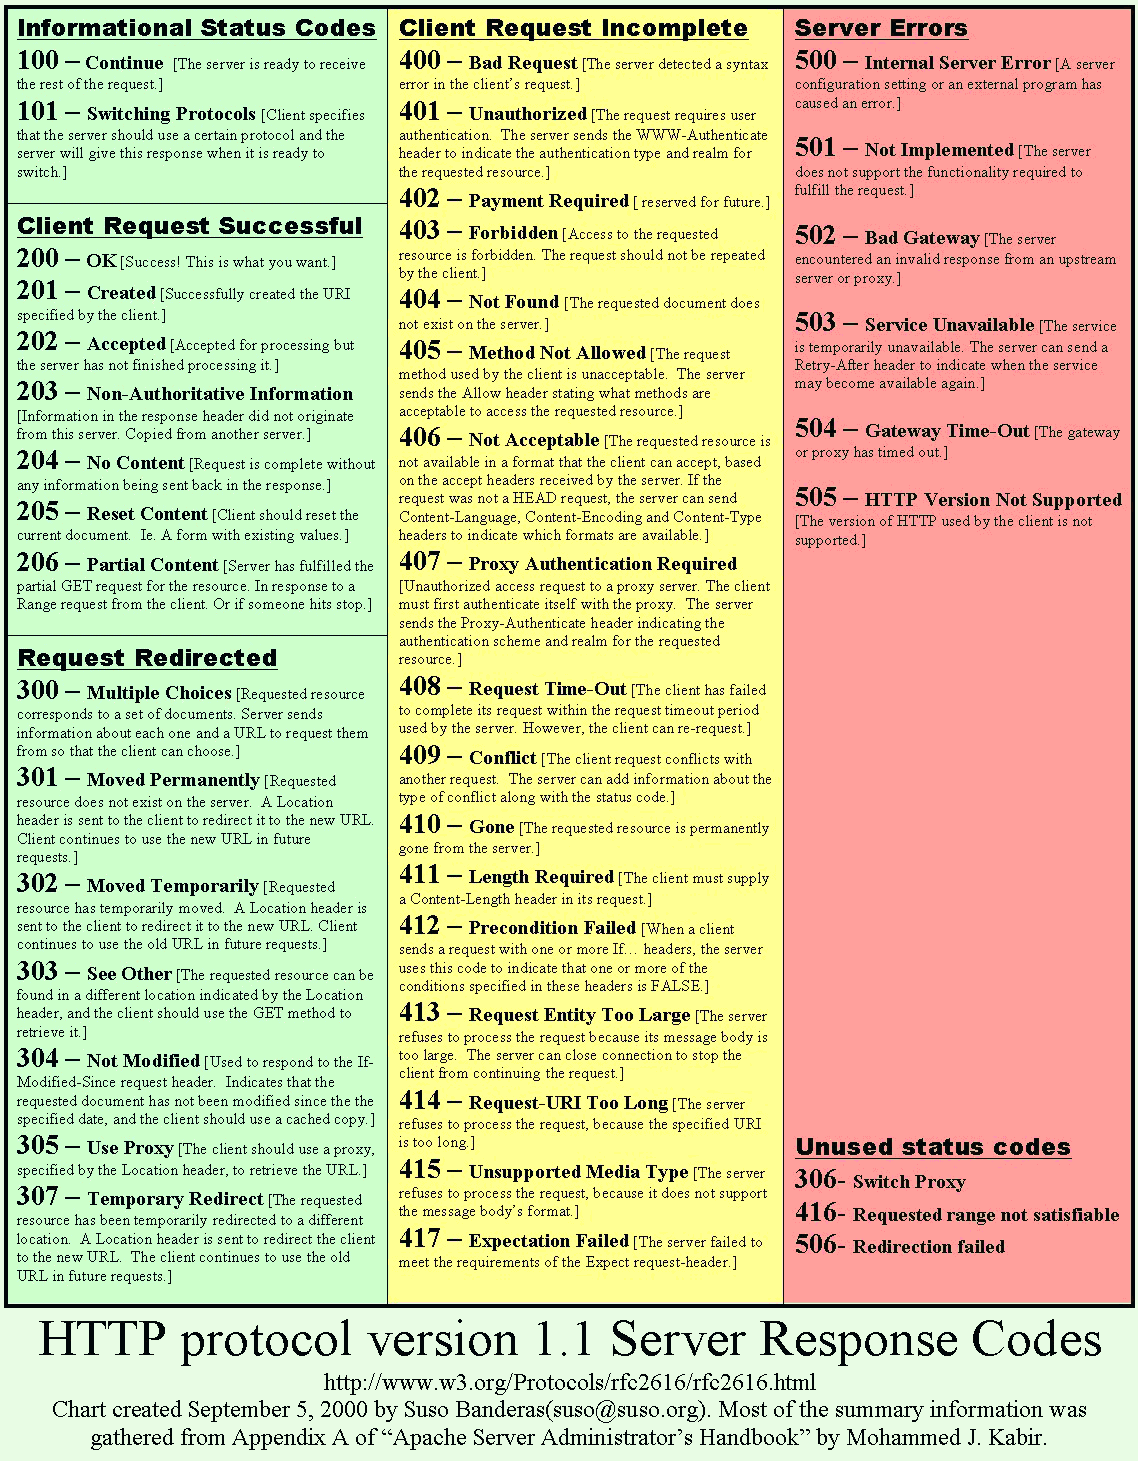 Informational Status Codes
100 – Continue [The server is ready to receive
the rest of the request.]
101 – Switching Protocols [Client specifies
that the server should use a certain protocol and the
server will give this response when it is ready to
switch.]
Client Request Successful
200 – OK [Success! This is what you want.]
201 – Created [Successfully created the URI
specified by the client.]
202 – Accepted [Accepted for processing but
the server has not finished processing it.]
203 – Non-Authoritative Information
[Information in the response header did not originate
from this server. Copied from another server.]
204 – No Content [Request is complete without
any information being sent back in the response.]
205 – Reset Content [Client should reset the
current document. Ie. A form with existing values.]
206 – Partial Content [Server has fulfilled the
partial GET request for the resource. In response to a
Range request from the client. Or if someone hits stop.]
Request Redirected
300 – Multiple Choices [Requested resource
corresponds to a set of documents. Server sends
information about each one and a URL to request them
from so that the client can choose.]
301 – Moved Permanently [Requested
resource does not exist on the server. A Location
header is sent to the client to redirect it to the new URL.
Client continues to use the new URL in future
requests.]
302 – Moved Temporarily [Requested
resource has temporarily moved. A Location header is
sent to the client to redirect it to the new URL. Client
continues to use the old URL in future requests.]
303 – See Other [The requested resource can be
found in a different location indicated by the Location
header, and the client should use the GET method to
retrieve it.]
304 – Not Modified [Used to respond to the If-
Modified-Since request header. Indicates that the
requested document has not been modified since the the
specified date, and the client should use a cached copy.]
305 – Use Proxy [The client should use a proxy,
specified by the Location header, to retrieve the URL.]
307 – Temporary Redirect [The requested
resource has been temporarily redirected to a different
location. A Location header is sent to redirect the client
to the new URL. The client continues to use the old
URL in future requests.]
Client Request Incomplete
400 – Bad Request [The server detected a syntax
error in the client's request.]
401 – Unauthorized [The request requires user
authentication. The server sends the WWW-Authenticate
header to indicate the authentication type and realm for
the requested resource.]
402 – Payment Required [ reserved for future.]
403 – Forbidden [Access to the requested
resource is forbidden. The request should not be repeated
by the client.]
404 – Not Found [The requested document does
not exist on the server.]
405 – Method Not Allowed [The request
method used by the client is unacceptable. The server
sends the Allow header stating what methods are
acceptable to access the requested resource.]
406 – Not Acceptable [The requested resource is
not available in a format that the client can accept, based
on the accept headers received by the server. If the
request was not a HEAD request, the server can send
Content-Language, Content-Encoding and Content-Type
headers to indicate which formats are available.]
407 – Proxy Authentication Required
[Unauthorized access request to a proxy server. The client
must first authenticate itself with the proxy. The server
sends the Proxy-Authenticate header indicating the
authentication scheme and realm for the requested
resource.]
408 – Request Time-Out [The client has failed
to complete its request within the request timeout period
used by the server. However, the client can re-request.]
409 – Conflict [The client request conflicts with
another request. The server can add information about the
type of conflict along with the status code.]
410 – Gone [The requested resource is permanently
gone from the server.]
411 – Length Required [The client must supply
a Content-Length header in its request.]
412 – Precondition Failed [When a client
sends a request with one or more If… headers, the server
uses this code to indicate that one or more of the
conditions specified in these headers is FALSE.]
413 – Request Entity Too Large [The server
refuses to process the request because its message body is
too large. The server can close connection to stop the
client from continuing the request.]
414 – Request-URI Too Long [The server
refuses to process the request, because the specified URI
is too long.]
415 – Unsupported Media Type [The server
refuses to process the request, because it does not support
the message body's format.]
417 – Expectation Failed [The server failed to
meet the requirements of the Expect request-header.]
Server Errors
500 – Internal Server Error [A server
configuration setting or an external program has
caused an error.]
501 – Not Implemented [The server
does not support the functionality required to
fulfill the request.]
502 – Bad Gateway [The server
encountered an invalid response from an upstream
server or proxy.]
503 – Service Unavailable [The service
is temporarily unavailable. The server can send a
Retry-After header to indicate when the service
may become available again.]
504 – Gateway Time-Out [The gateway
or proxy has timed out.]
505 – HTTP Version Not Supported
[The version of HTTP used by the client is not
supported.]
Unused status codes
306- Switch Proxy
416- Requested range not satisfiable
506- Redirection failed
HTTP protocol version 1.1 Server Response Codes
http://www.w3.org/Protocols/rfc2616/rfc2616.html
Chart created September 5, 2000 by Suso Banderas(suso@suso.org). Most of the summary information was
gathered from Appendix A of “Apache Server Administrator's Handbook” by Mohammed J. Kabir.